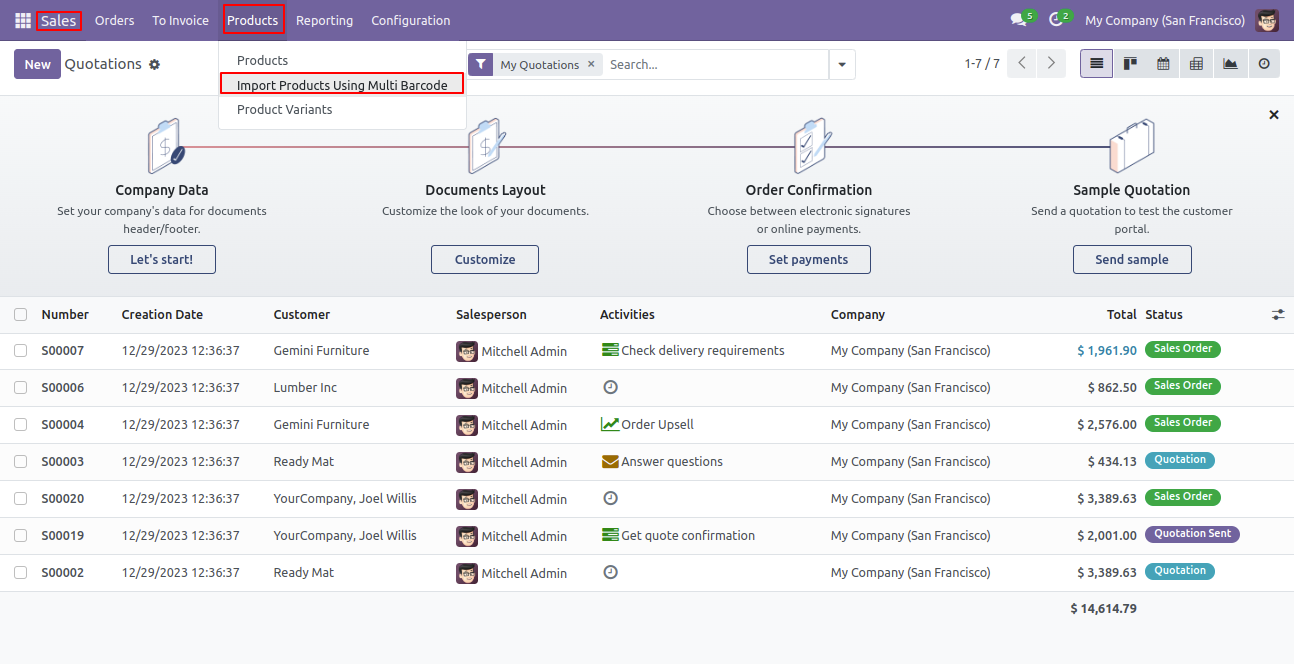 Sales Orders To Invoice Products Reporting Configuration 5 2 My Company (San Francisco)
New Quotations My Quotations × Search... 1-7 / 7
Products
Import Products Using Multi Barcode
Product Variants
Company Data
Set your company's data for documents
header/footer.
Let's start!
Documents Layout
Customize the look of your documents.
Customize
Order Confirmation
Choose between electronic signatures
or online payments.
Set payments
Sample Quotation
Send a quotation to test the customer
portal.
Send sample
Number Creation Date Customer Salesperson Activities Company Total Status
S00007 12/29/2023 12:36:37 Gemini Furniture Mitchell Admin Check delivery requirements My Company (San Francisco) $ 1,961.90 Sales Order
S00006 12/29/2023 12:36:37 Lumber Inc Mitchell Admin My Company (San Francisco) $ 862.50 Sales Order
S00004 12/29/2023 12:36:37 Gemini Furniture Mitchell Admin Order Upsell My Company (San Francisco) $ 2,576.00 Sales Order
S00003 12/29/2023 12:36:37 Ready Mat Mitchell Admin Answer questions My Company (San Francisco) $ 434.13 Quotation
S00020 12/29/2023 12:36:37 YourCompany, Joel Willis Mitchell Admin My Company (San Francisco) $ 3,389.63 Sales Order
S00019 12/29/2023 12:36:37 YourCompany, Joel Willis Mitchell Admin Get quote confirmation My Company (San Francisco) $ 2,001.00 Quotation Sent
S00002 12/29/2023 12:36:37 Ready Mat Mitchell Admin My Company (San Francisco) $ 3,389.63 Quotation
$ 14,614.79